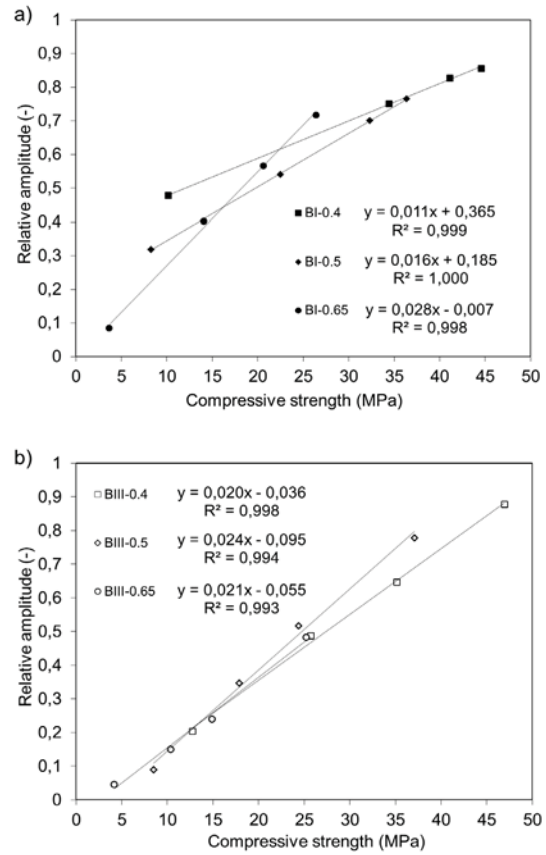 a)
1
0,9
0,8
0,7
0,6
0,5
0,4
0,3
0,2
0,1
0
Relative amplitude (-)
BI-0.4 y = 0,011x + 0,365
R² = 0,999
BI-0.5 y = 0,016x + 0,185
R² = 1,000
BI-0.65 y = 0,028x - 0,007
R² = 0,998
0 5 10 15 20 25 30 35 40 45 50
Compressive strength (MPa)
b)
1
0,9
0,8
0,7
0,6
0,5
0,4
0,3
0,2
0,1
0
Relative amplitude (-)
BIII-0.4 y = 0,020x - 0,036
R² = 0,998
BIII-0.5 y = 0,024x - 0,095
R² = 0,994
BIII-0.65 y = 0,021x - 0,055
R² = 0,993
0 5 10 15 20 25 30 35 40 45 50
Compressive strength (MPa)